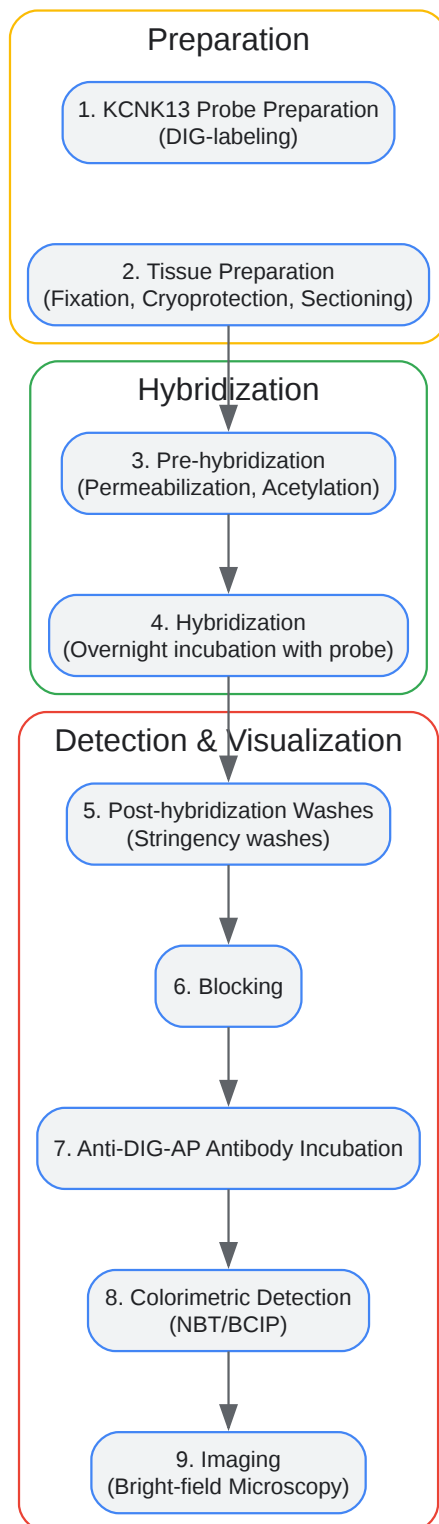 Preparation
1. KCNK13 Probe Preparation
(DIG-labeling)
2. Tissue Preparation
(Fixation, Cryoprotection, Sectioning)
Hybridization
3. Pre-hybridization
(Permeabilization, Acetylation)
4. Hybridization
(Overnight incubation with probe)
Detection & Visualization
5. Post-hybridization Washes
(Stringency washes)
6. Blocking
7. Anti-DIG-AP Antibody Incubation
8. Colorimetric Detection
(NBT/BCIP)
9. Imaging
(Bright-field Microscopy)